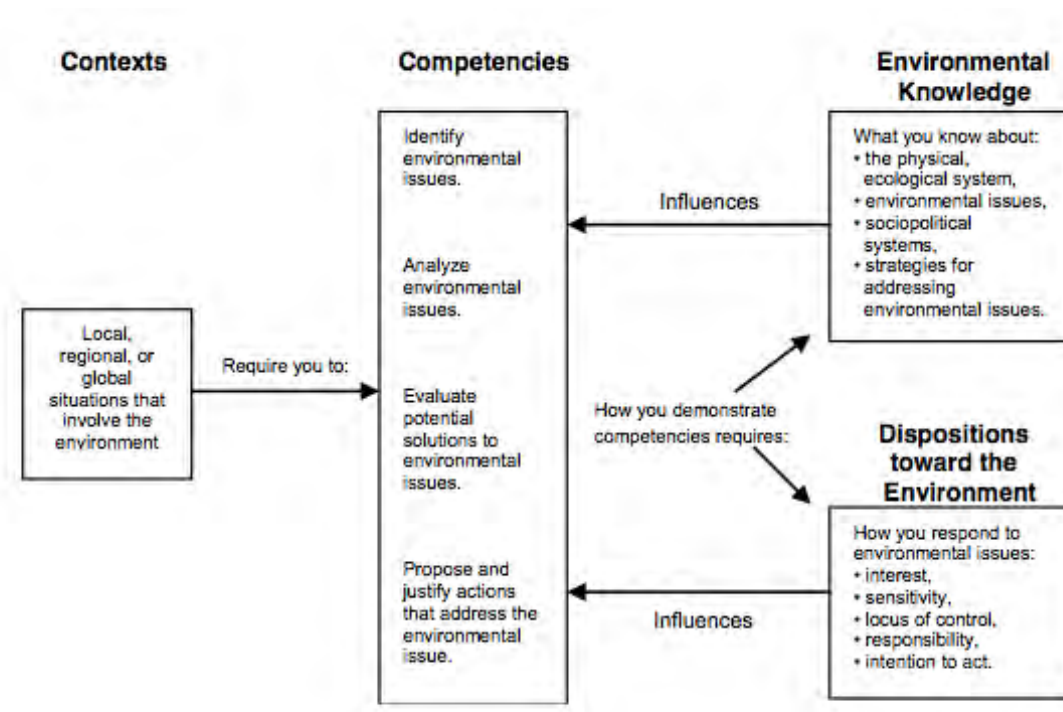 Contexts
Competencies
Environmental
Knowledge
Identify
environmental
issues.
Analyze
environmental
issues.
Evaluate
potential
solutions to
environmental
issues.
Propose and
justify actions
that address the
environmental
issue.
What you know about:
• the physical,
ecological system,
• environmental issues,
• sociopolitical
systems,
• strategies for
addressing
environmental issues.
Influences
Local,
regional, or
global
situations that
involve the
environment
Require you to:
How you demonstrate
competencies requires:
Dispositions
toward the
Environment
How you respond to
environmental issues:
• interest,
• sensitivity,
• locus of control,
• responsibility,
• intention to act.
Influences